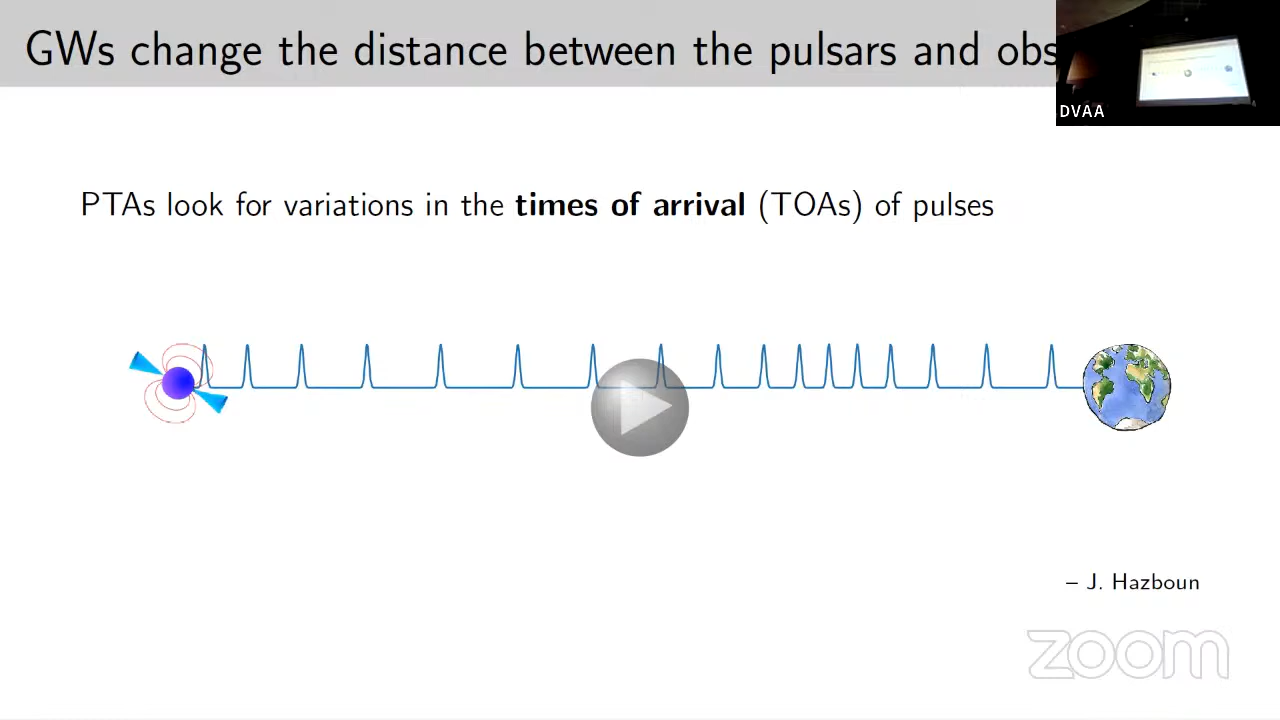 GWs change the distance between the pulsars and obs
DVAA
PTAs look for variations in the times of arrival (TOAs) of pulses
– J. Hazboun
zoom